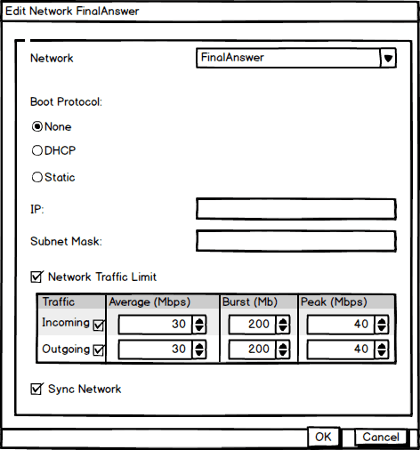 Edit Network FinalAnswer
Network FinalAnswer
Boot Protocol:
None
DHCP
Static
IP:
Subnet Mask:
Network Traffic Limit
Traffic Average (Mbps) Burst (Mb) Peak (Mbps)
Incoming 30 200 40
Outgoing 30 200 40
Sync Network
OK Cancel